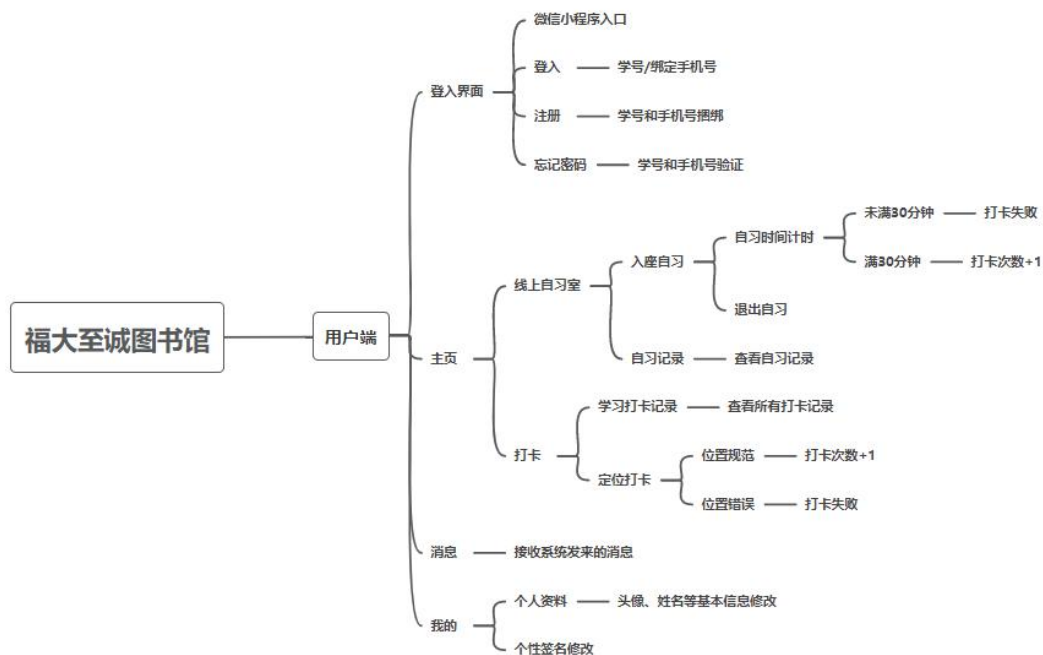 福大至诚图书馆
用户端
登入界面
微信小程序入口
登入
学号/绑定手机号
注册
学号和手机号捆绑
忘记密码
学号和手机号验证
主页
线上自习室
入座自习
自习时间计时
未满30分钟
打卡失败
满30分钟
打卡次数+1
退出自习
自习记录
查看自习记录
打卡
学习打卡记录
查看所有打卡记录
定位打卡
位置规范
打卡次数+1
位置错误
打卡失败
消息
接收系统发来的消息
我的
个人资料
头像、姓名等基本信息修改
个性签名修改